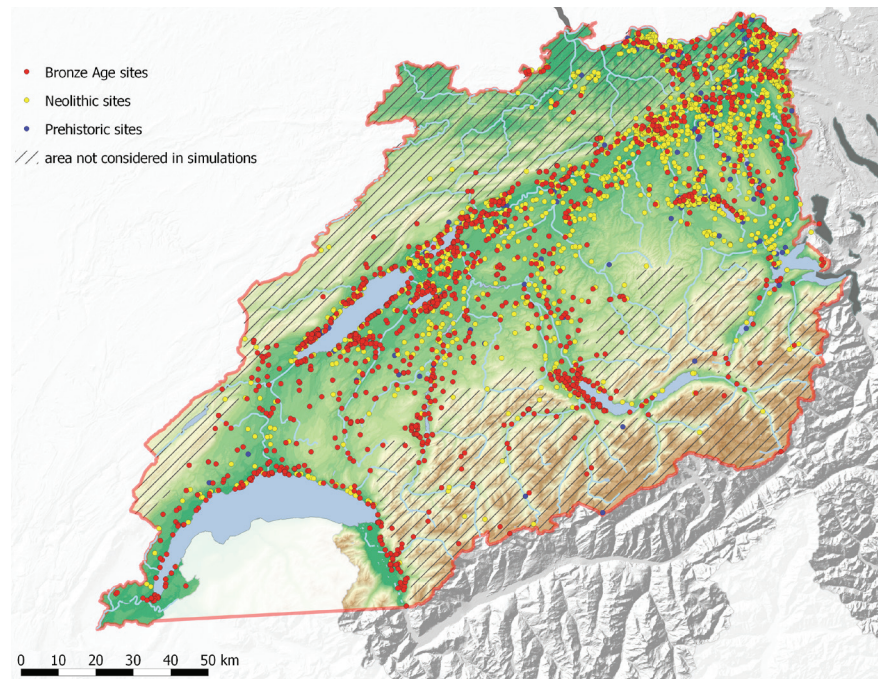 Bronze Age sites
Neolithic sites
Prehistoric sites
area not considered in simulations
0 10 20 30 40 50 km